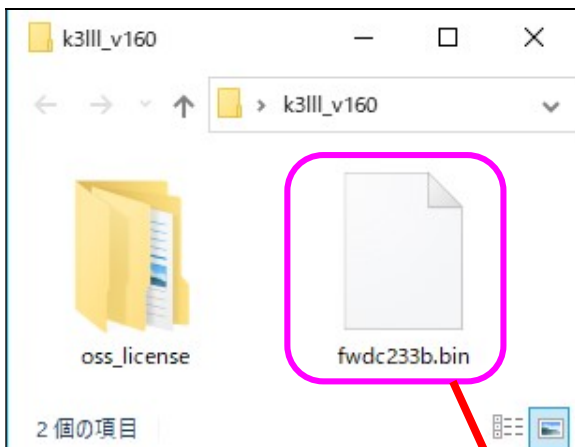 k3lll_v160
k3lll_v160
oss_license
fwdc233b.bin
2 個の項目